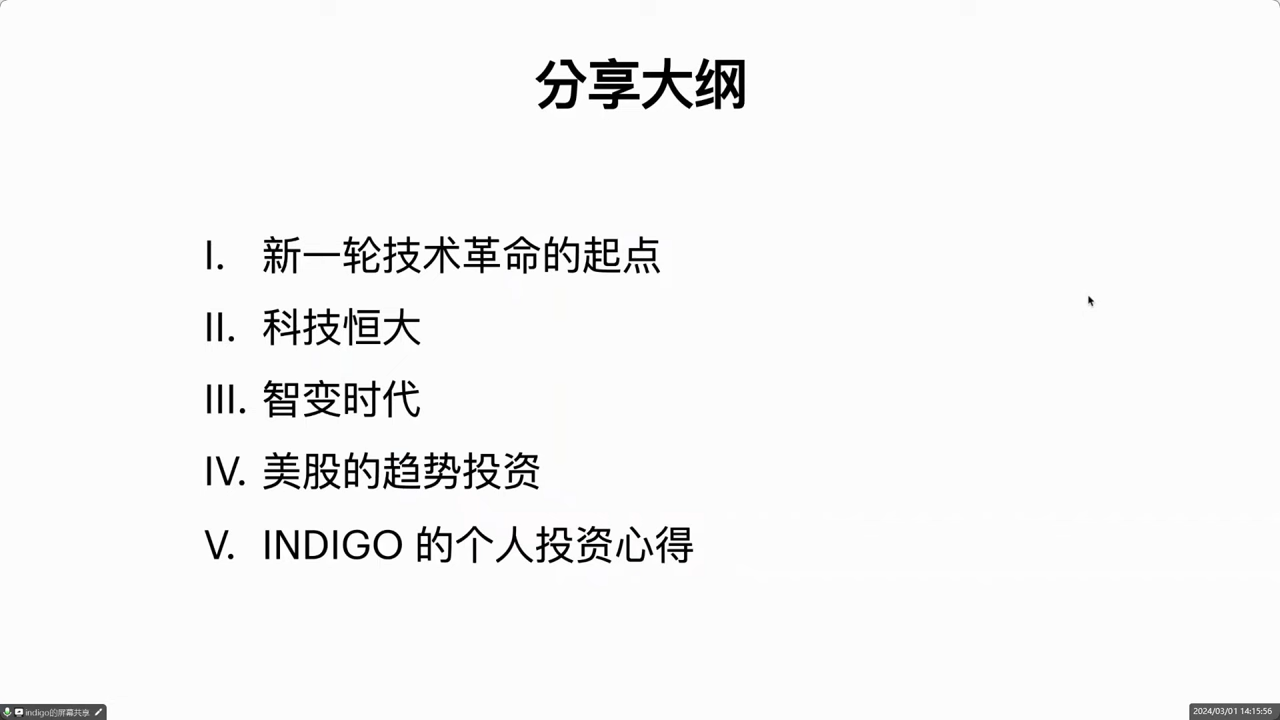 分享大纲
I. 新一轮技术革命的起点
II. 科技恒大
III. 智变时代
IV. 美股的趋势投资
V. INDIGO 的个人投资心得
indigo的屏幕共享
2024/03/01 14:15:56